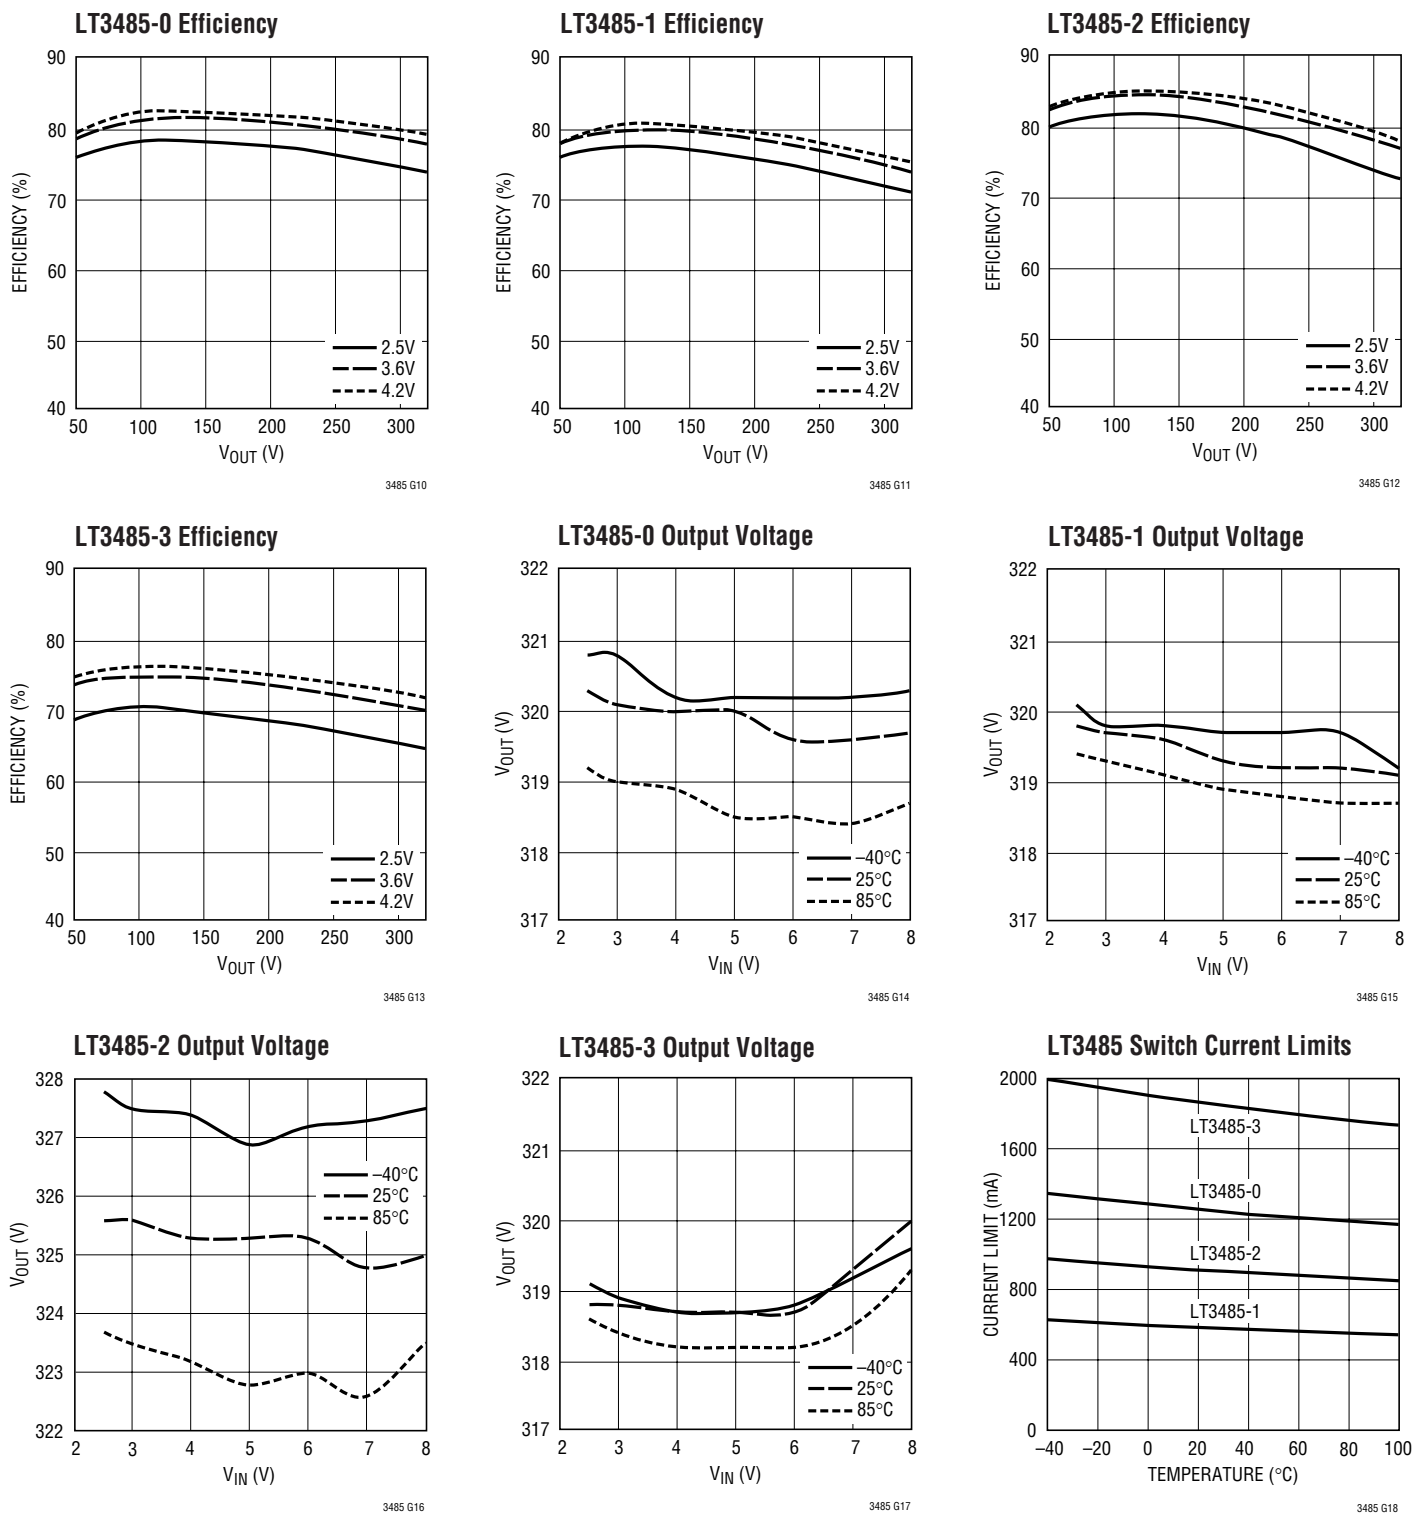 LT3485-0 Efficiency
90
80
70
60
50
40
EFFICIENCY (%)
2.5V
3.6V
4.2V
50 100 150 200 250 300
VOUT (V)
3485 G10
LT3485-1 Efficiency
90
80
70
60
50
40
EFFICIENCY (%)
2.5V
3.6V
4.2V
50 100 150 200 250 300
VOUT (V)
3485 G11
LT3485-2 Efficiency
90
80
70
60
50
40
EFFICIENCY (%)
2.5V
3.6V
4.2V
50 100 150 200 250 300
VOUT (V)
3485 G12
LT3485-3 Efficiency
90
80
70
60
50
40
EFFICIENCY (%)
2.5V
3.6V
4.2V
50 100 150 200 250 300
VOUT (V)
3485 G13
LT3485-0 Output Voltage
322
321
320
319
318
317
VOUT (V)
–40°C
25°C
85°C
2 3 4 5 6 7 8
VIN (V)
3485 G14
LT3485-1 Output Voltage
322
321
320
319
318
317
VOUT (V)
–40°C
25°C
85°C
2 3 4 5 6 7 8
VIN (V)
3485 G15
LT3485-2 Output Voltage
328
327
326
325
324
323
322
VOUT (V)
–40°C
25°C
85°C
2 3 4 5 6 7 8
VIN (V)
3485 G16
LT3485-3 Output Voltage
322
321
320
319
318
317
VOUT (V)
–40°C
25°C
85°C
2 3 4 5 6 7 8
VIN (V)
3485 G17
LT3485 Switch Current Limits
2000
1600
1200
800
400
0
CURRENT LIMIT (mA)
LT3485-3
LT3485-0
LT3485-2
LT3485-1
–40 –20 0 20 40 60 80 100
TEMPERATURE (°C)
3485 G18